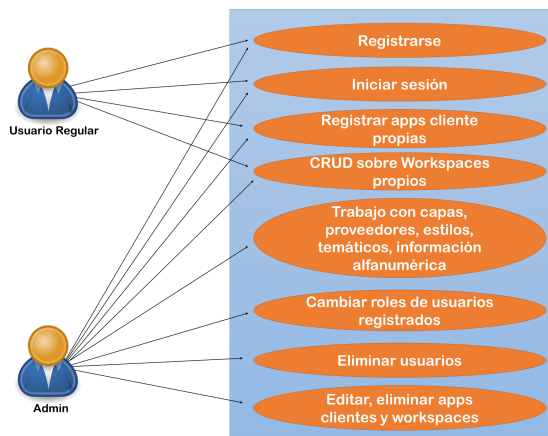 Registrarse
Iniciar sesión
Usuario Regular
Registrar apps cliente
propias
CRUD sobre Workspaces
propios
Trabajo con capas,
proveedores, estilos,
temáticos, información
alfanumérica
Cambiar roles de usuarios
registrados
Eliminar usuarios
Admin
Editar, eliminar apps
clientes y workspaces